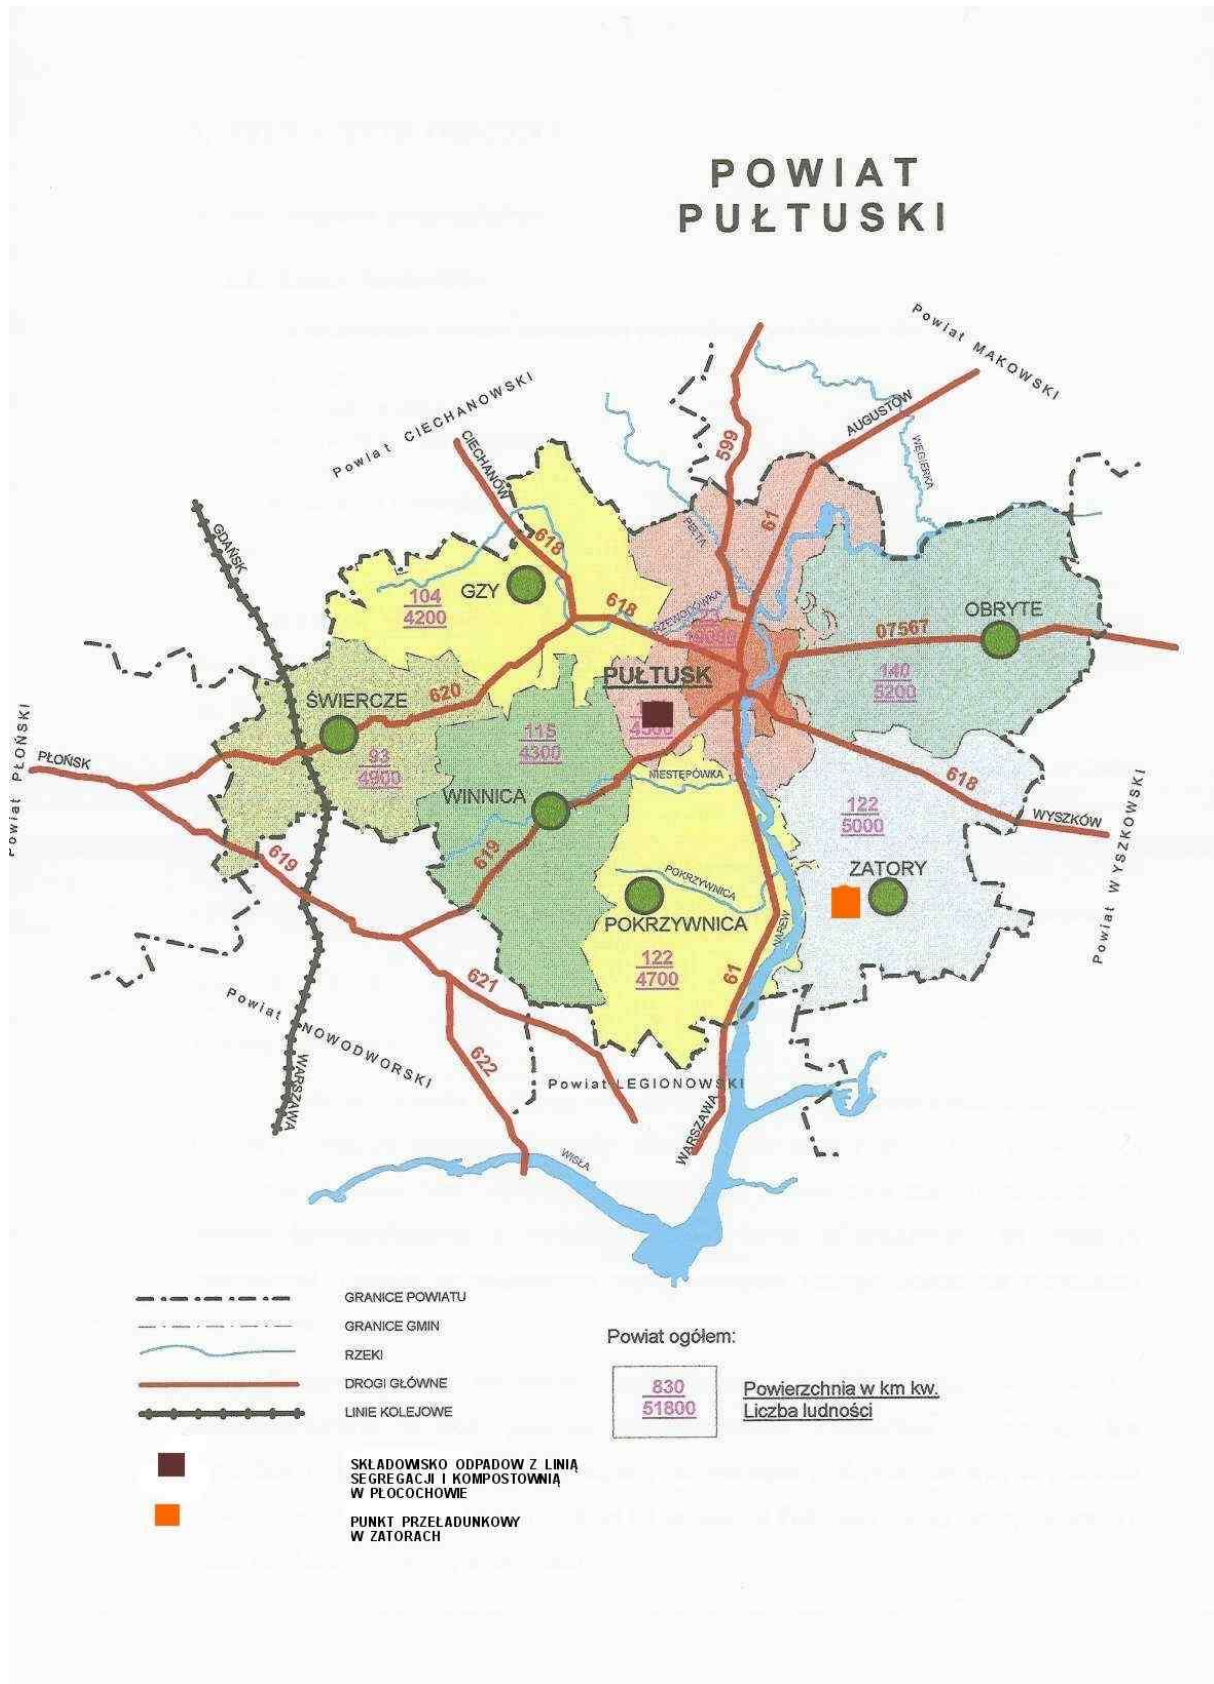 POWIAT
PUŁTUSKI
Powiat MAKOWSKI
Powiat CIECHANOWSKI
CIECHANÓW
AUGUSTÓW
599
WĘGIERKA
61
PEŁTA
GDAŃSK
618
GZY
104
4200
618
OBRYTE
07567
140
5200
PUŁTUSK
ŚWIERCZE
620
115
4300
93
4900
Powiat PŁOŃSKI
PŁOŃSK
NIESTĘPÓWKA
618
WYSZKÓW
Powiat WYSZKOWSKI
WINNICA
122
5000
619
619
ZATORY
POKRZYWNICA
POKRZYWNICA
NAREW
122
4700
61
621
Powiat NOWODWORSKI
622
Powiat LEGIONOWSKI
WARSZAWA
WARSZAWA
WISŁA
GRANICE POWIATU
GRANICE GMIN
RZEKI
DROGI GŁÓWNE
LINIE KOLEJOWE
Powiat ogółem:
830
51800
Powierzchnia w km kw.
Liczba ludności
SKŁADOWISKO ODPADOW Z LINIĄ
SEGREGACJI I KOMPOSTOWNIĄ
W PŁOCOCHOWIE
PUNKT PRZEŁADUNKOWY
W ZATORACH